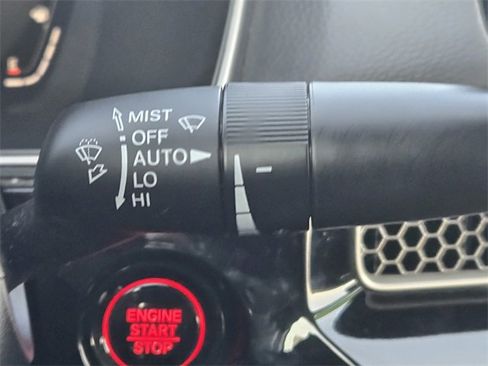 MIST
OFF
AUTO
LO
HI
ENGINE
START
STOP